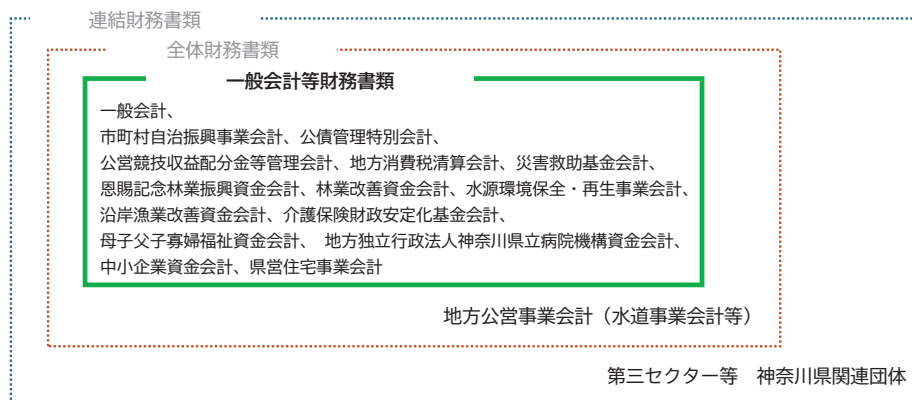 連結財務書類
全体財務書類
一般会計等財務書類
一般会計、
市町村自治振興事業会計、公債管理特別会計、
公営競技収益配分金等管理会計、地方消費税清算会計、災害救助基金会計、
恩賜記念林業振興資金会計、林業改善資金会計、水源環境保全・再生事業会計、
沿岸漁業改善資金会計、介護保険財政安定化基金会計、
母子父子寡婦福祉資金会計、 地方独立行政法人神奈川県立病院機構資金会計、
中小企業資金会計、県営住宅事業会計
地方公営事業会計（水道事業会計等）
第三セクター等　神奈川県関連団体